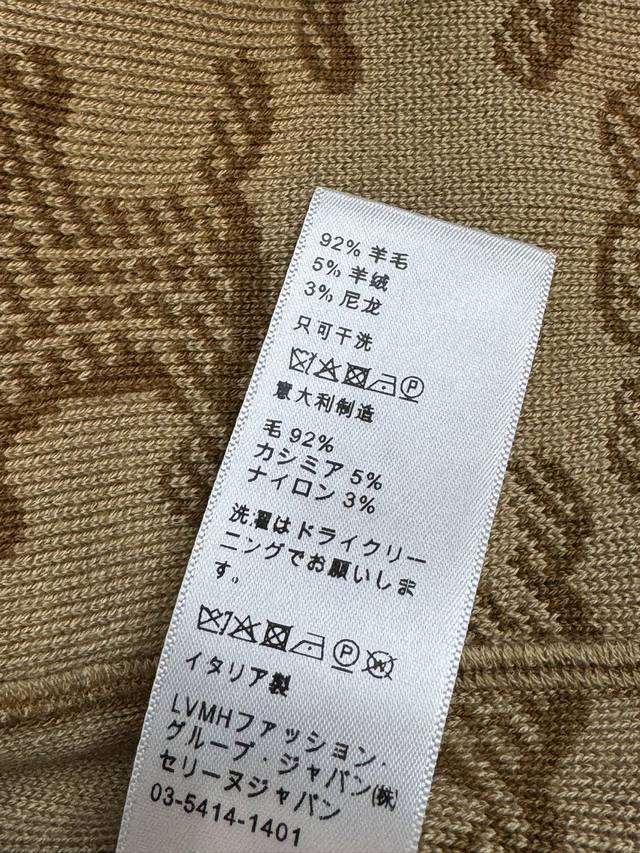 92% 羊毛
5% 羊绒
3% 尼龙
只可干洗
意大利制造
毛 92%
カシミア 5%
ナイロン 3%
洗濯はドライクリー
ニングでお願いしま
す。
イタリア製
LVMHファッション・
グループ・ジャパン(株)
セリーヌジャパン
03-5414-1401